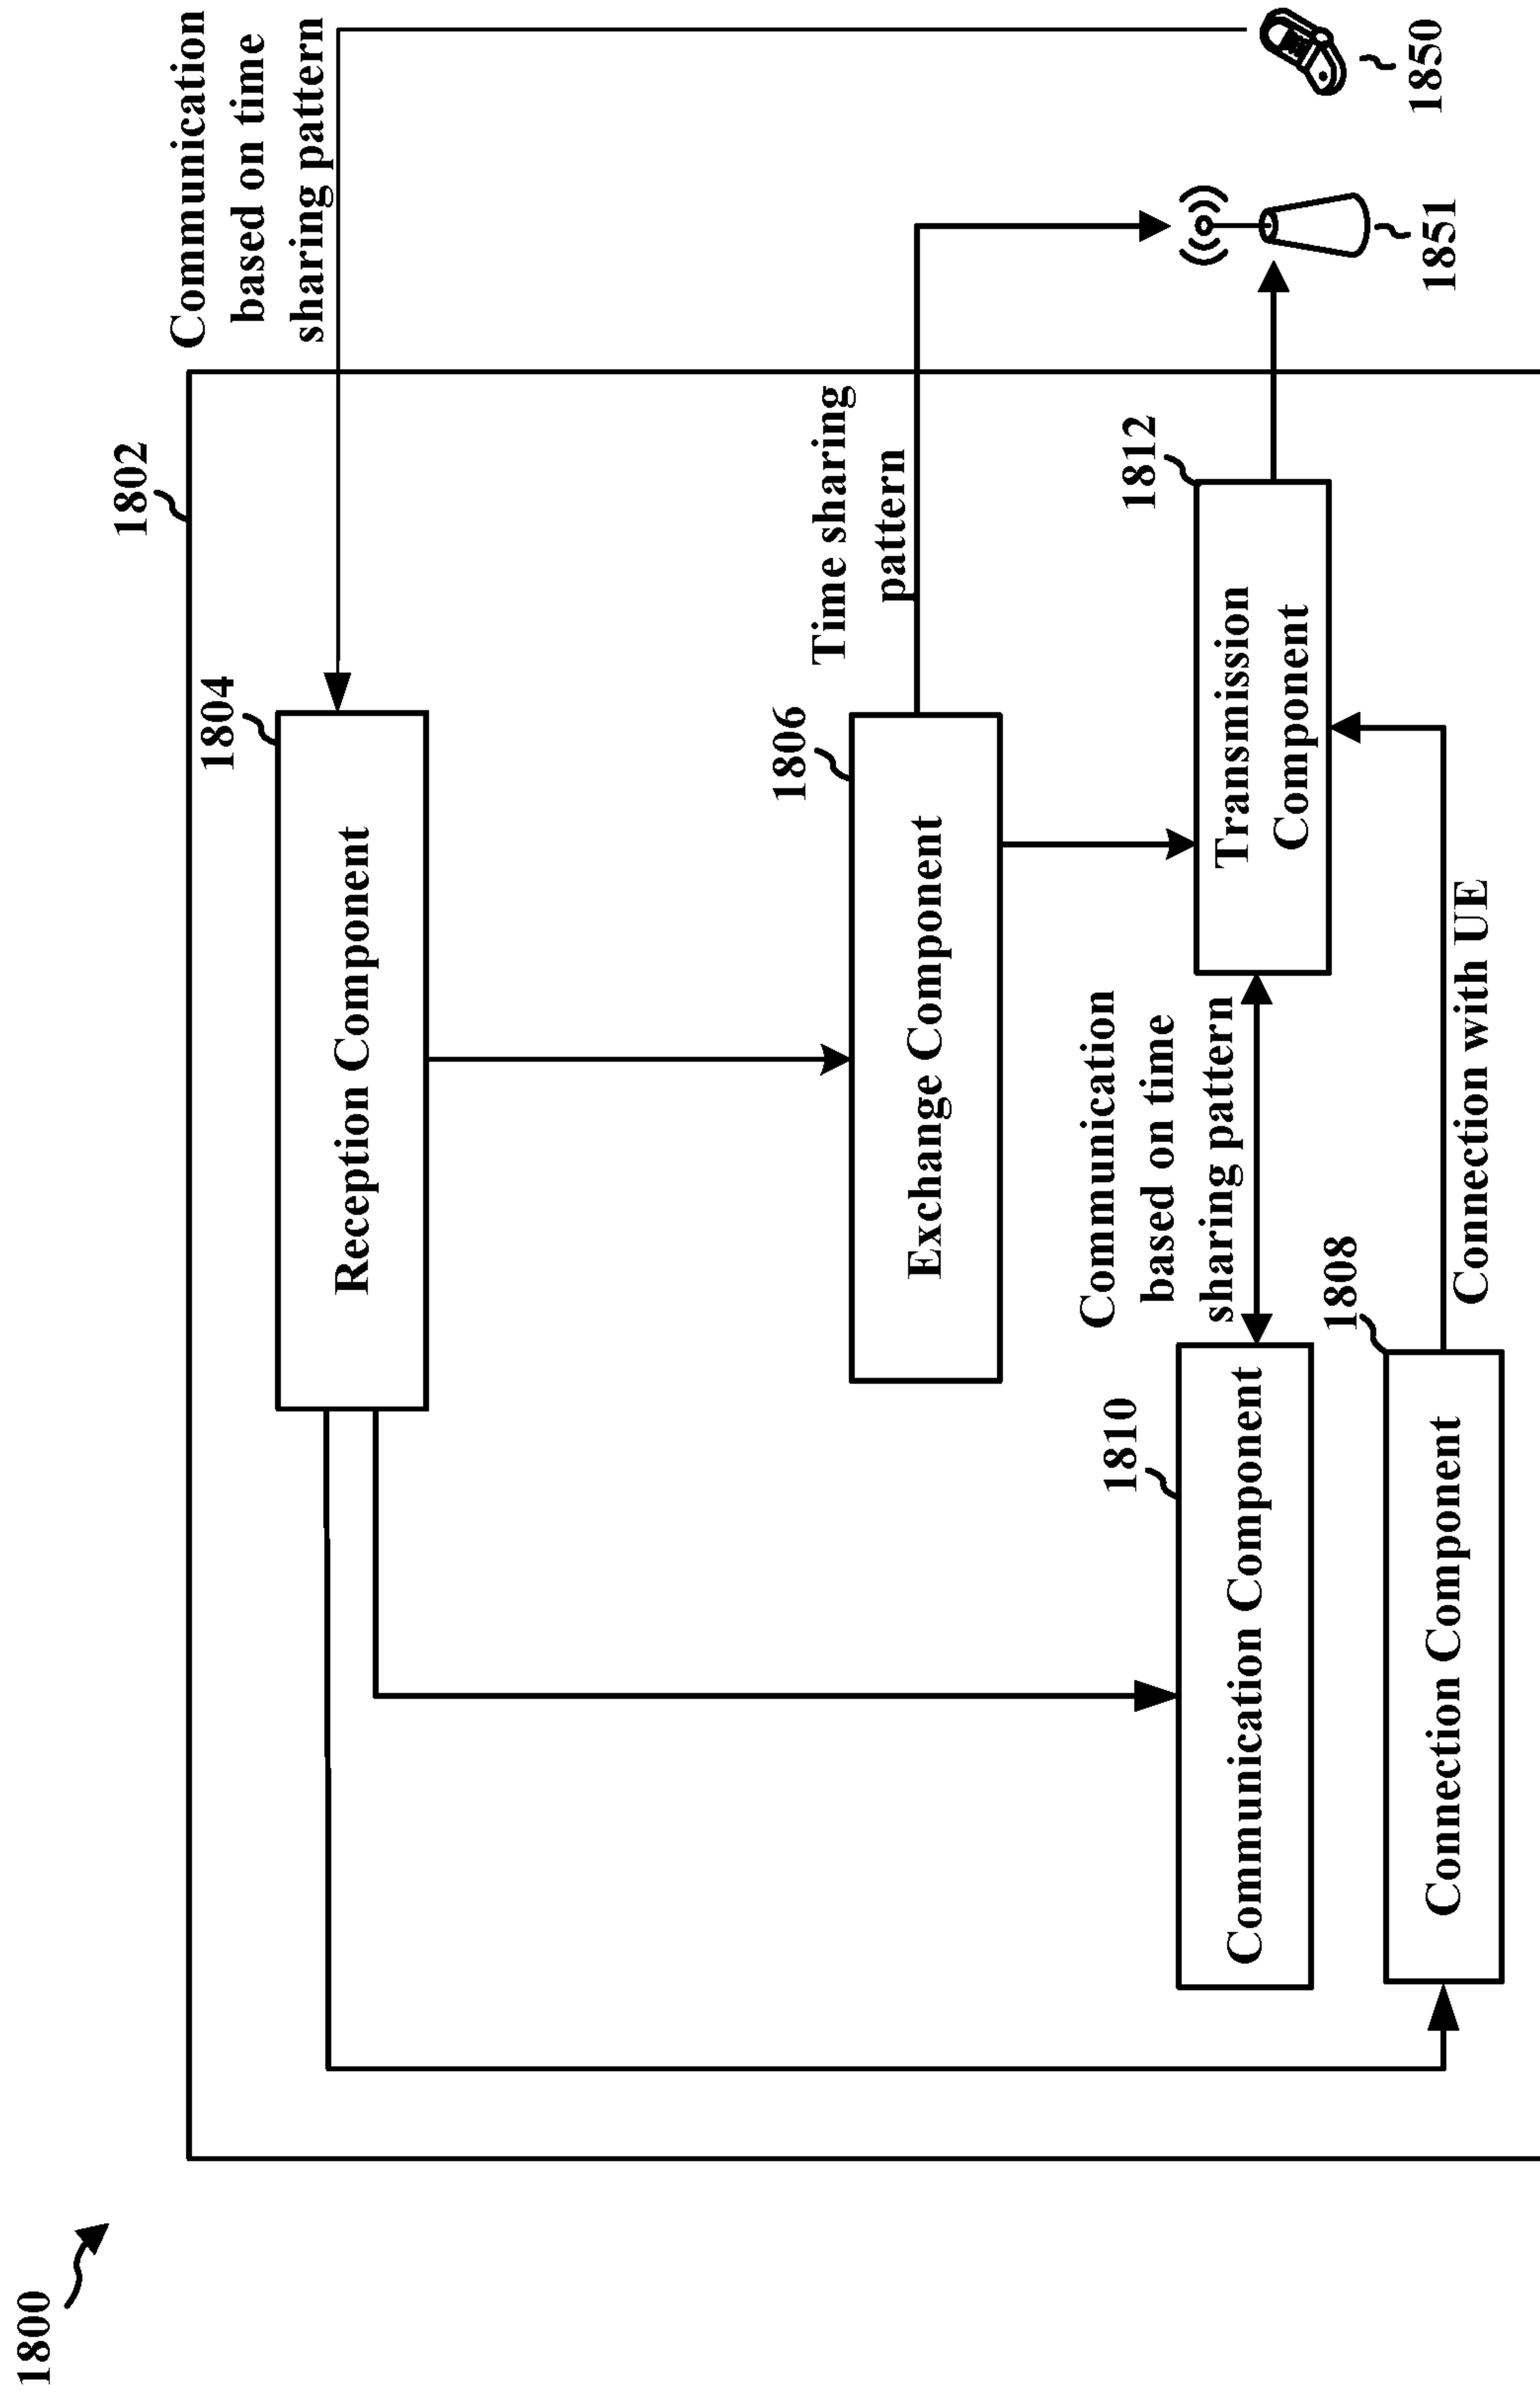 1800
1802
Communication
based on time
sharing pattern
1804
Reception Component
1806
Exchange Component
Time sharing
pattern
1810
Communication Component
Communication
based on time
sharing pattern
1812
Transmission
Component
1808
Connection Component
Connection with UE
1851
1850